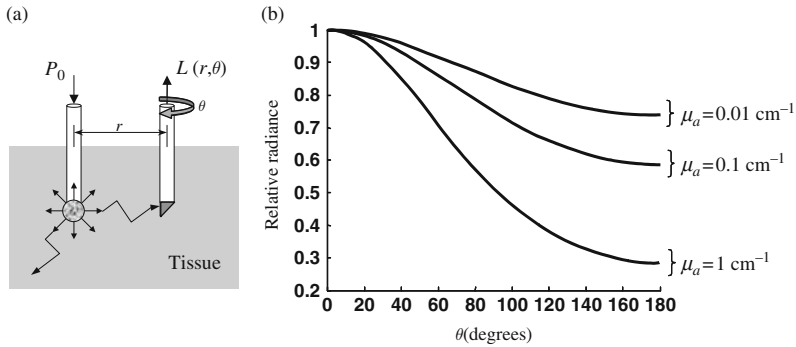 (a)
P₀
L (r,θ)
θ
r
Tissue
(b)
Relative radiance
1
0.9
0.8
0.7
0.6
0.5
0.4
0.3
0.2
0 20 40 60 80 100 120 140 160 180
θ(degrees)
} μₐ=0.01 cm⁻¹
} μₐ=0.1 cm⁻¹
} μₐ=1 cm⁻¹